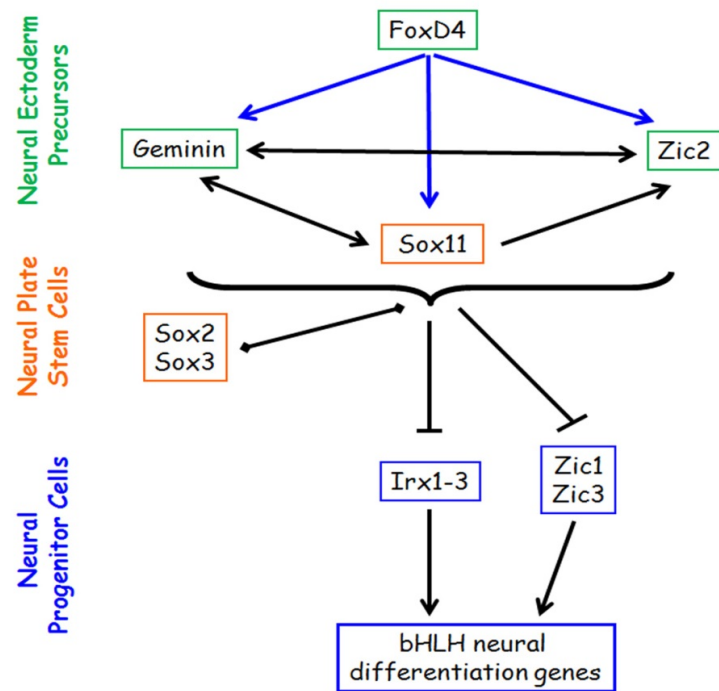 FoxD4
Neural Ectoderm
Precursors
Geminin
Zic2
Sox11
Neural Plate
Stem Cells
Sox2
Sox3
Neural
Progenitor Cells
Irx1-3
Zic1
Zic3
bHLH neural
differentiation genes